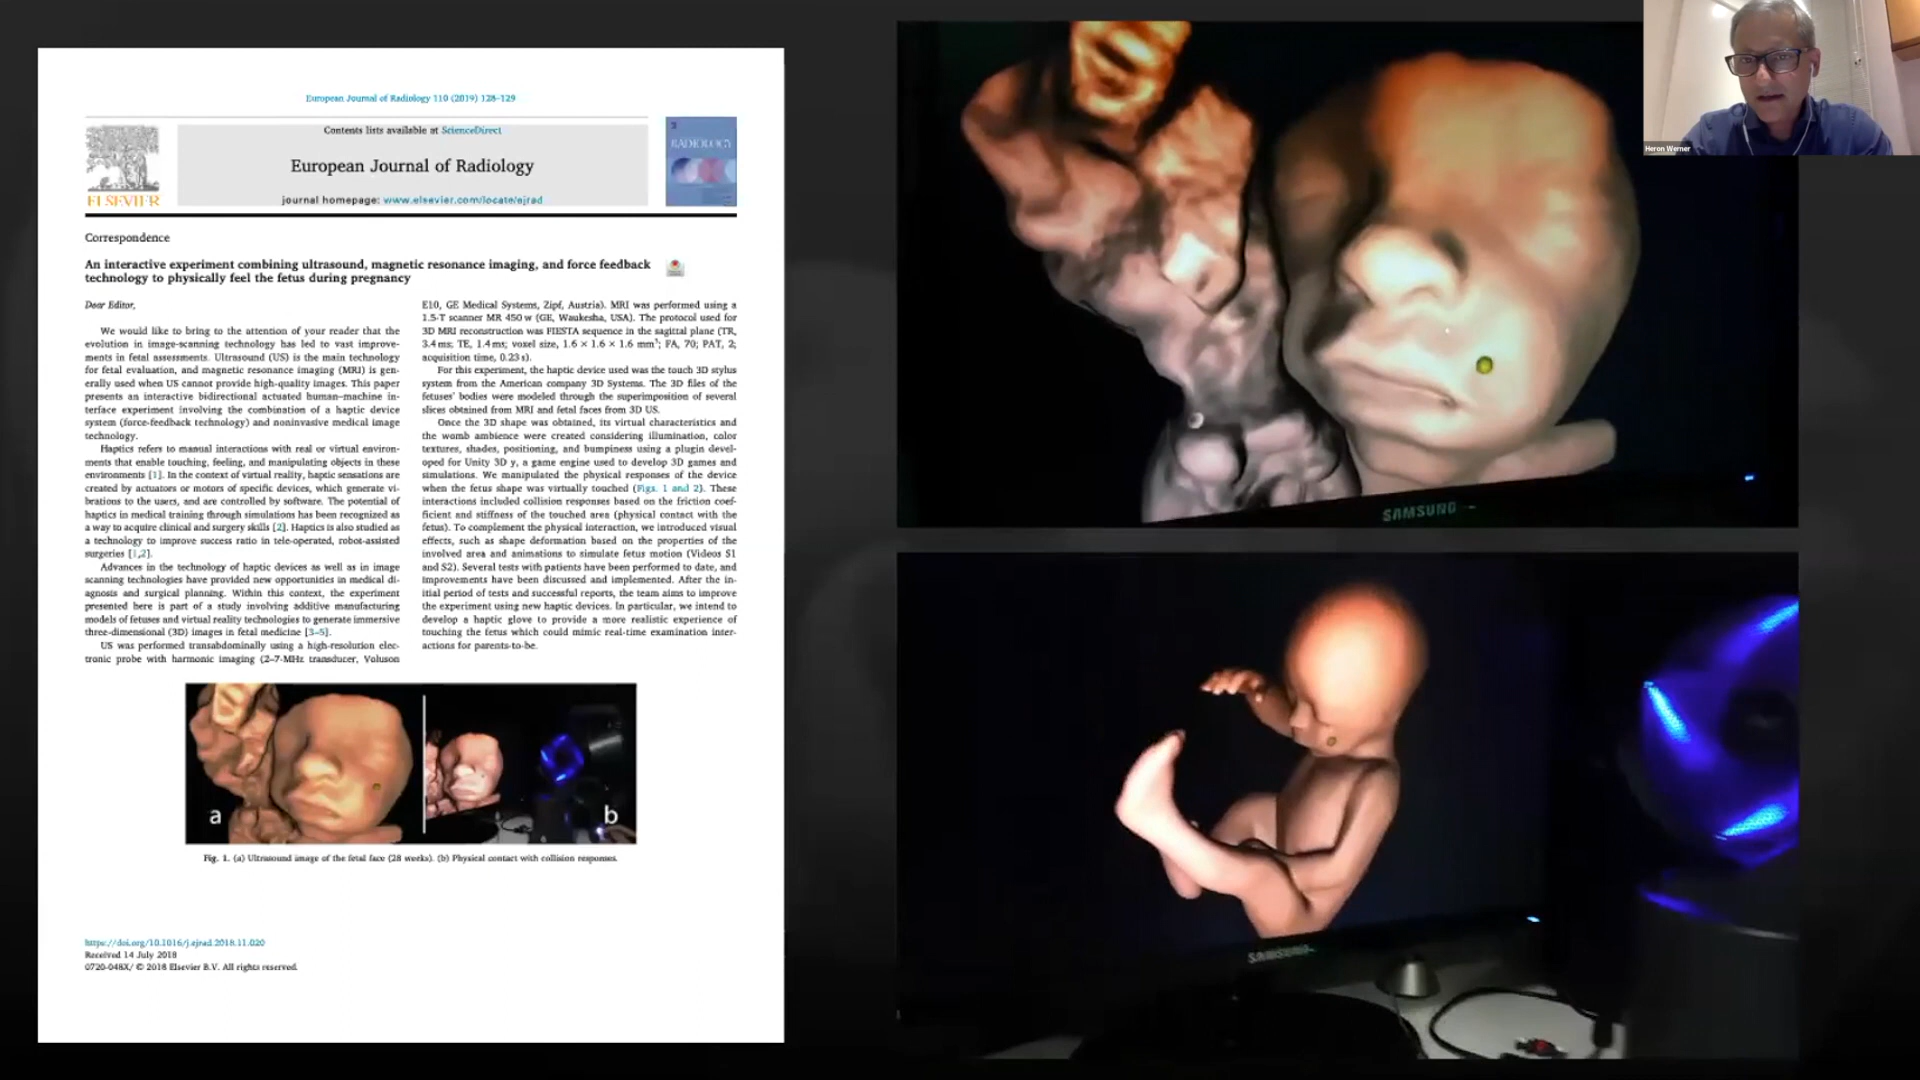 European Journal of Radiology 110 (2019) 128–129
Contents lists available at ScienceDirect
European Journal of Radiology
journal homepage: www.elsevier.com/locate/ejrad
ELSEVIER
RADIOLOGY
Correspondence
An interactive experiment combining ultrasound, magnetic resonance imaging, and force feedback
technology to physically feel the fetus during pregnancy
Dear Editor,
We would like to bring to the attention of your reader that the
evolution in image-scanning technology has led to vast improve-
ments in fetal assessments. Ultrasound (US) is the main technology
for fetal evaluation, and magnetic resonance imaging (MRI) is gen-
erally used when US cannot provide high-quality images. This paper
presents an interactive bidirectional actuated human–machine in-
terface experiment involving the combination of a haptic device
system (force-feedback technology) and noninvasive medical image
technology.
Haptics refers to manual interactions with real or virtual environ-
ments that enable touching, feeling, and manipulating objects in these
environments [1]. In the context of virtual reality, haptic sensations are
created by actuators or motors of specific devices, which generate vi-
brations to the users, and are controlled by software. The potential of
haptics in medical training through simulations has been recognized as
a way to acquire clinical and surgery skills [2]. Haptics is also studied as
a technology to improve success ratio in tele-operated, robot-assisted
surgeries [1,2].
Advances in the technology of haptic devices as well as in image
scanning technologies have provided new opportunities in medical di-
agnosis and surgical planning. Within this context, the experiment
presented here is part of a study involving additive manufacturing
models of fetuses and virtual reality technologies to generate immersive
three-dimensional (3D) images in fetal medicine [3–5].
US was performed transabdominally using a high-resolution elec-
tronic probe with harmonic imaging (2–7-MHz transducer, Voluson
E10, GE Medical Systems, Zipf, Austria). MRI was performed using a
1.5-T scanner MR 450 w (GE, Waukesha, USA). The protocol used for
3D MRI reconstruction was FIESTA sequence in the sagittal plane (TR,
3.4 ms; TE, 1.4 ms; voxel size, 1.6 × 1.6 × 1.6 mm³; FA, 70; PAT, 2;
acquisition time, 0.23 s).
For this experiment, the haptic device used was the touch 3D stylus
system from the American company 3D Systems. The 3D files of the
fetuses' bodies were modeled through the superimposition of several
slices obtained from MRI and fetal faces from 3D US.
Once the 3D shape was obtained, its virtual characteristics and
the womb ambience were created considering illumination, color
textures, shades, positioning, and bumpiness using a plugin devel-
oped for Unity 3D y, a game engine used to develop 3D games and
simulations. We manipulated the physical responses of the device
when the fetus shape was virtually touched (Figs. 1 and 2). These
interactions included collision responses based on the friction coef-
ficient and stiffness of the touched area (physical contact with the
fetus). To complement the physical interaction, we introduced visual
effects, such as shape deformation based on the properties of the
involved area and animations to simulate fetus motion (Videos S1
and S2). Several tests with patients have been performed to date, and
improvements have been discussed and implemented. After the in-
itial period of tests and successful reports, the team aims to improve
the experiment using new haptic devices. In particular, we intend to
develop a haptic glove to provide a more realistic experience of
touching the fetus which could mimic real-time examination inter-
actions for parents-to-be.
a
b
Fig. 1. (a) Ultrasound image of the fetal face (28 weeks). (b) Physical contact with collision responses.
https://doi.org/10.1016/j.ejrad.2018.11.020
Received 14 July 2018
0720-048X/ © 2018 Elsevier B.V. All rights reserved.
SAMSUNG
SAMSUNG
Heron Werner